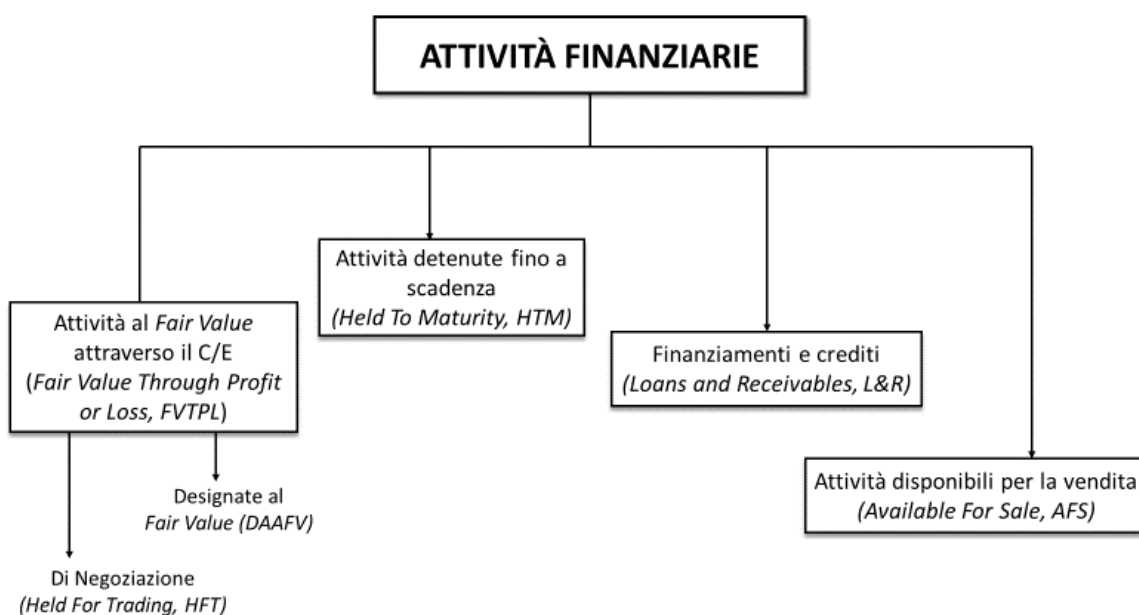 ATTIVITÀ FINANZIARIE
Attività detenute fino a
scadenza
(Held To Maturity, HTM)
Attività al Fair Value
attraverso il C/E
(Fair Value Through Profit
or Loss, FVTPL)
Finanziamenti e crediti
(Loans and Receivables, L&R)
Attività disponibili per la vendita
(Available For Sale, AFS)
Designate al
Fair Value (DAAFV)
Di Negoziazione
(Held For Trading, HFT)